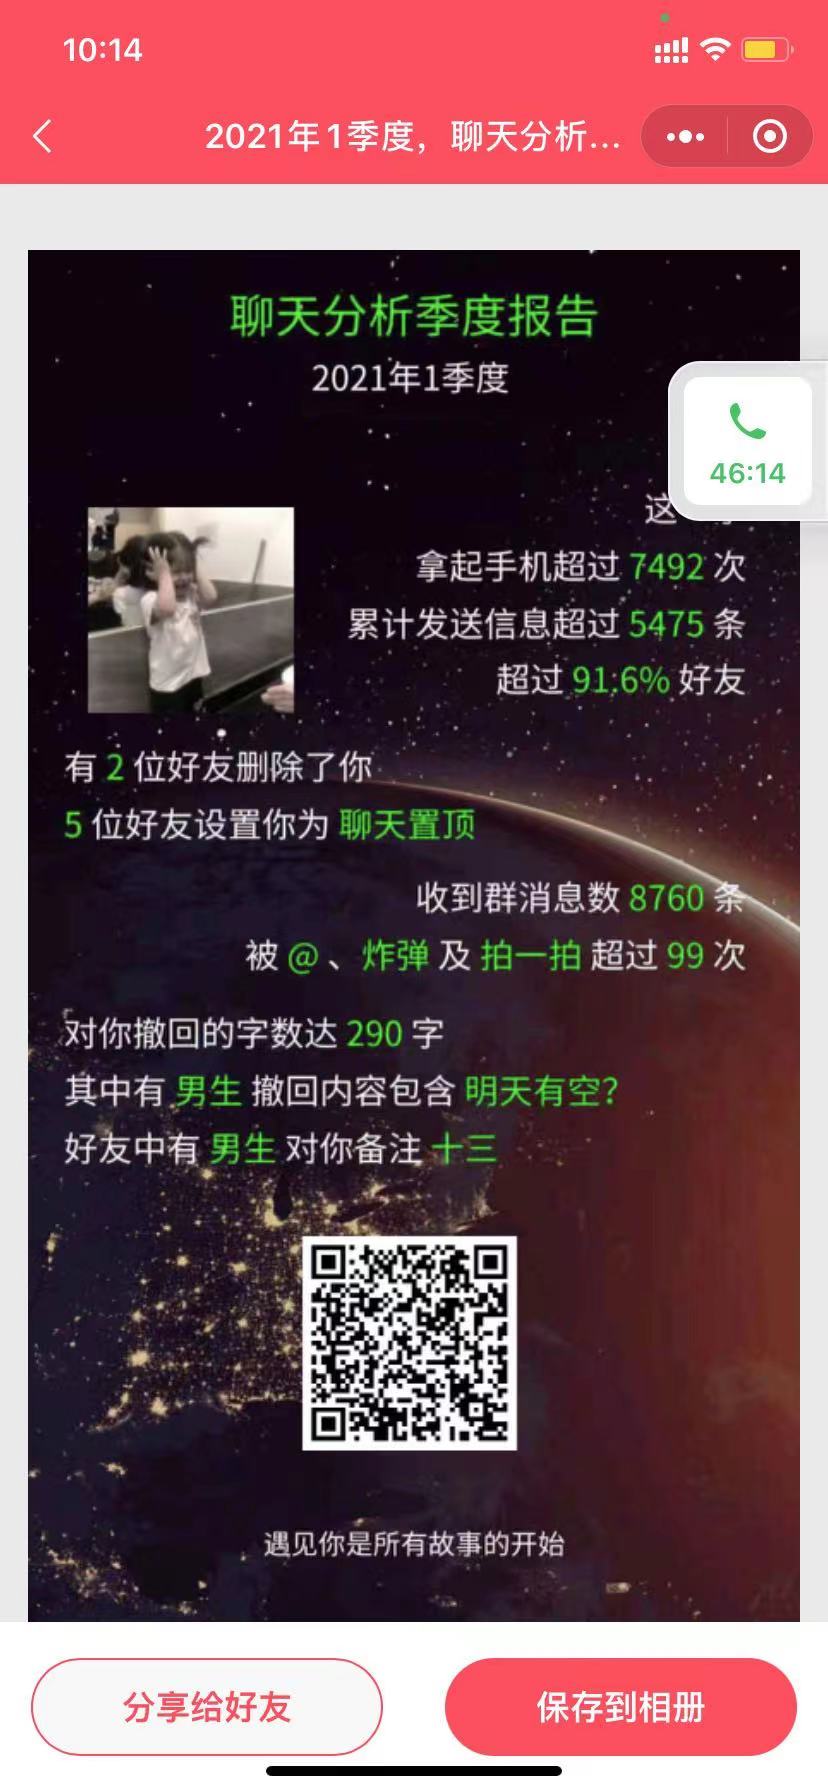 10:14
2021年1季度，聊天分析...
聊天分析季度报告
2021年1季度
46:14
这
拿起手机超过 7492 次
累计发送信息超过 5475 条
超过 91.6% 好友
有 2 位好友删除了你
5 位好友设置你为 聊天置顶
收到群消息数 8760 条
被 @ 、炸弹 及 拍一拍 超过 99 次
对你撤回的字数达 290 字
其中有 男生 撤回内容包含 明天有空？
好友中有 男生 对你备注 十三
遇见你是所有故事的开始
分享给好友
保存到相册